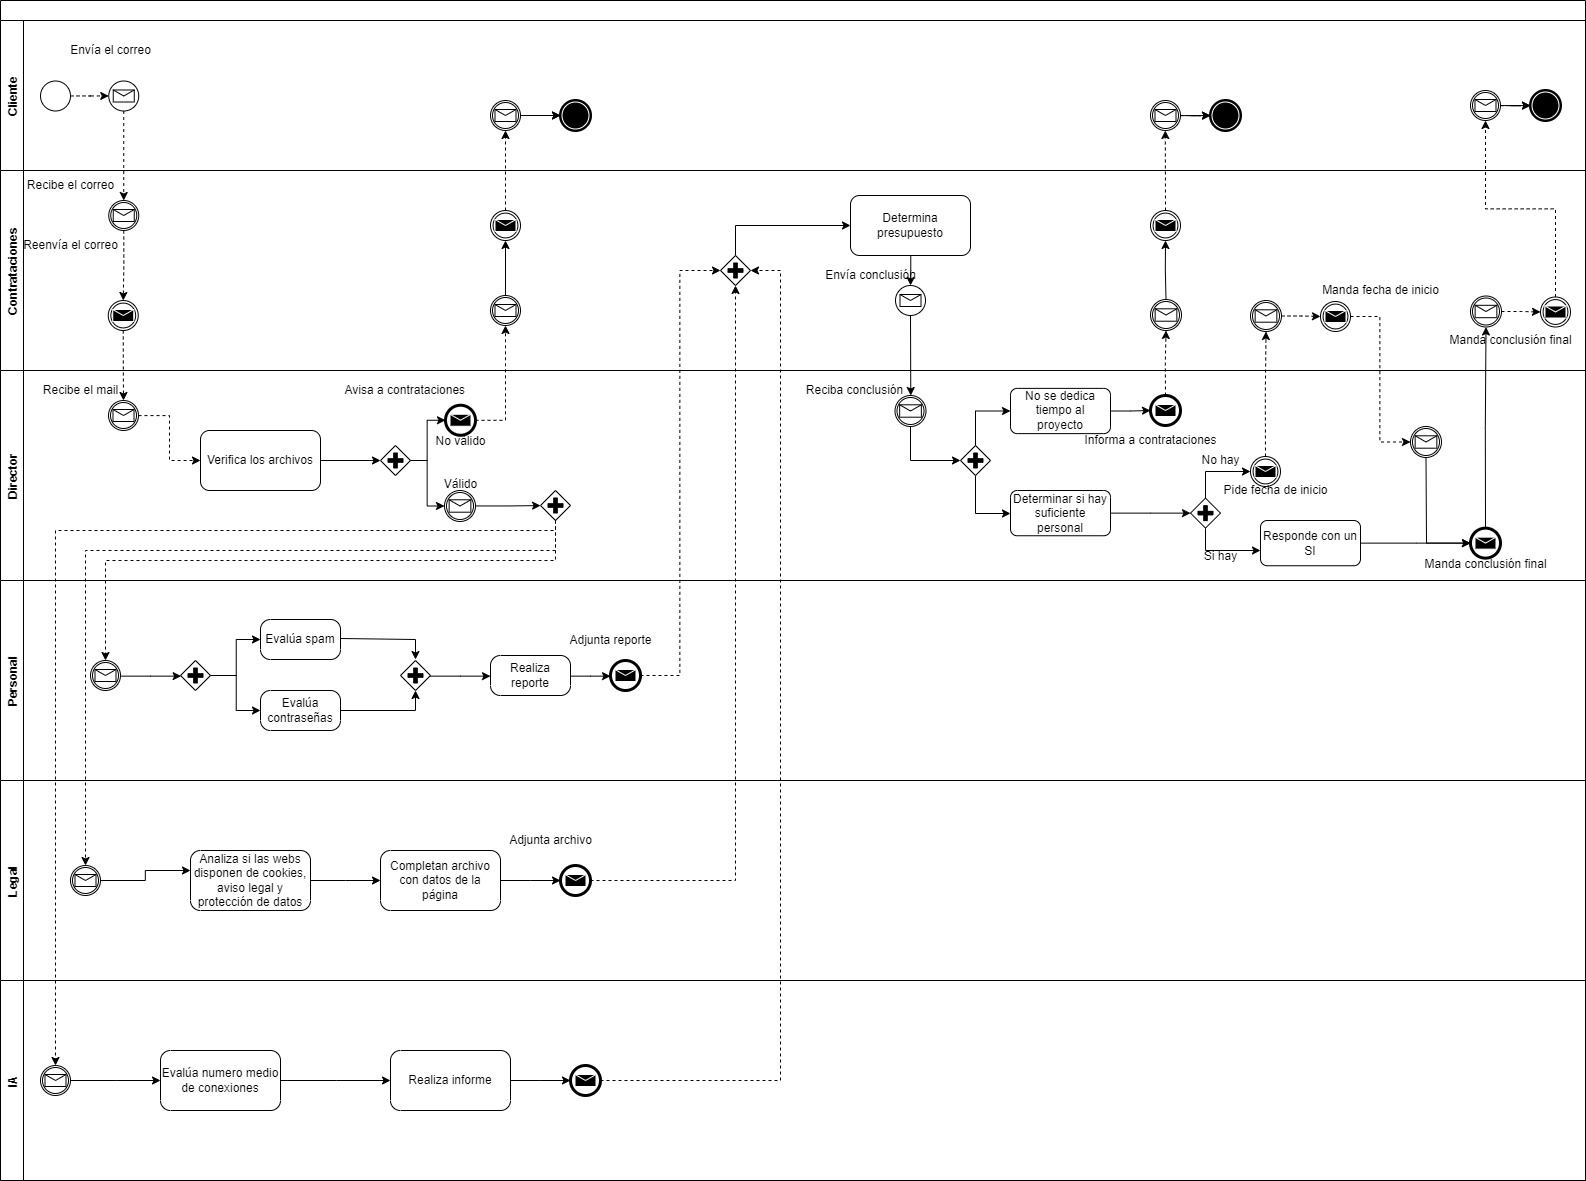 Cliente
Envía el correo
Contrataciones
Recibe el correo
Reenvía el correo
Determina
presupuesto
Envía conclusión
Manda fecha de inicio
Manda conclusión final
Director
Recibe el mail
Verifica los archivos
Avisa a contrataciones
No valido
Válido
Reciba conclusión
No se dedica
tiempo al
proyecto
Informa a contrataciones
Determinar si hay
suficiente
personal
No hay
Pide fecha de inicio
Si hay
Responde con un
SI
Manda conclusión final
Personal
Evalúa spam
Evalúa
contraseñas
Realiza
reporte
Adjunta reporte
Legal
Analiza si las webs
disponen de cookies,
aviso legal y
protección de datos
Completan archivo
con datos de la
página
Adjunta archivo
IA
Evalúa numero medio
de conexiones
Realiza informe